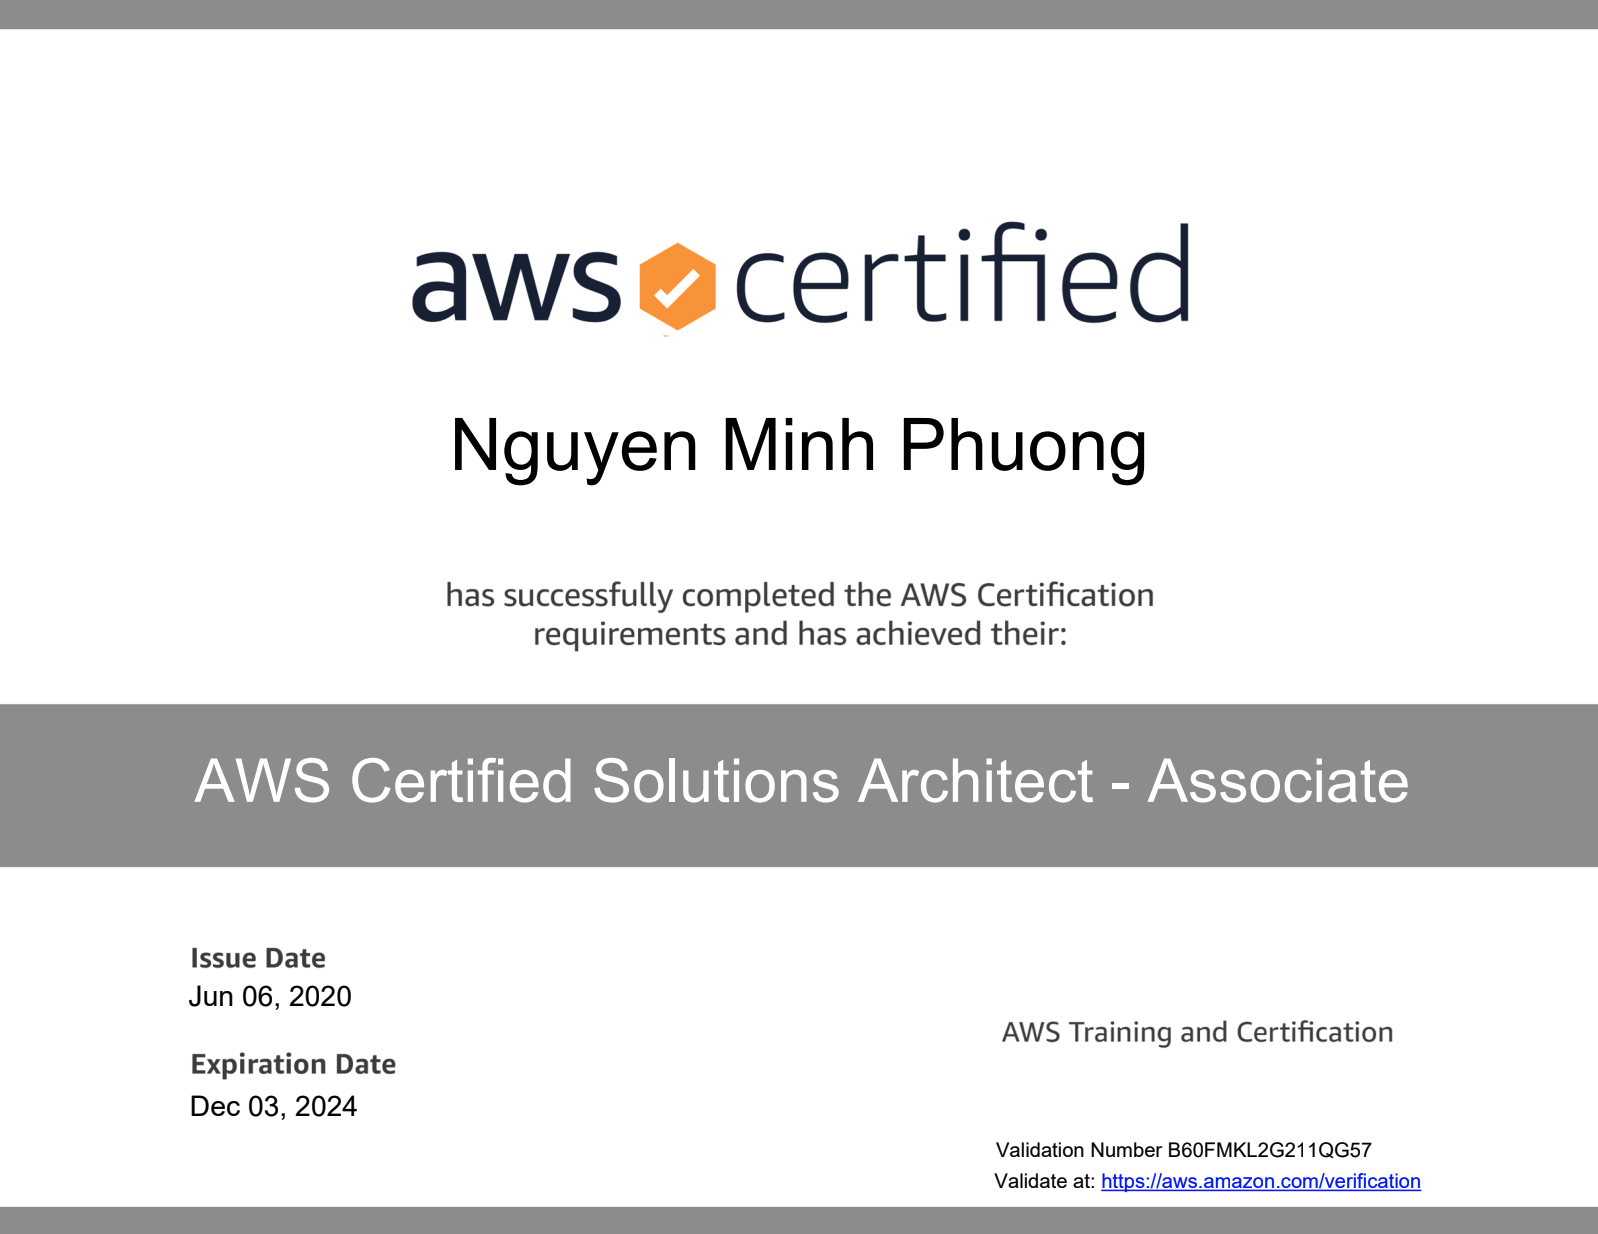 aws certified
Nguyen Minh Phuong
has successfully completed the AWS Certification
requirements and has achieved their:
AWS Certified Solutions Architect - Associate
Issue Date
Jun 06, 2020
Expiration Date
Dec 03, 2024
AWS Training and Certification
Validation Number B60FMKL2G211QG57
Validate at: https://aws.amazon.com/verification